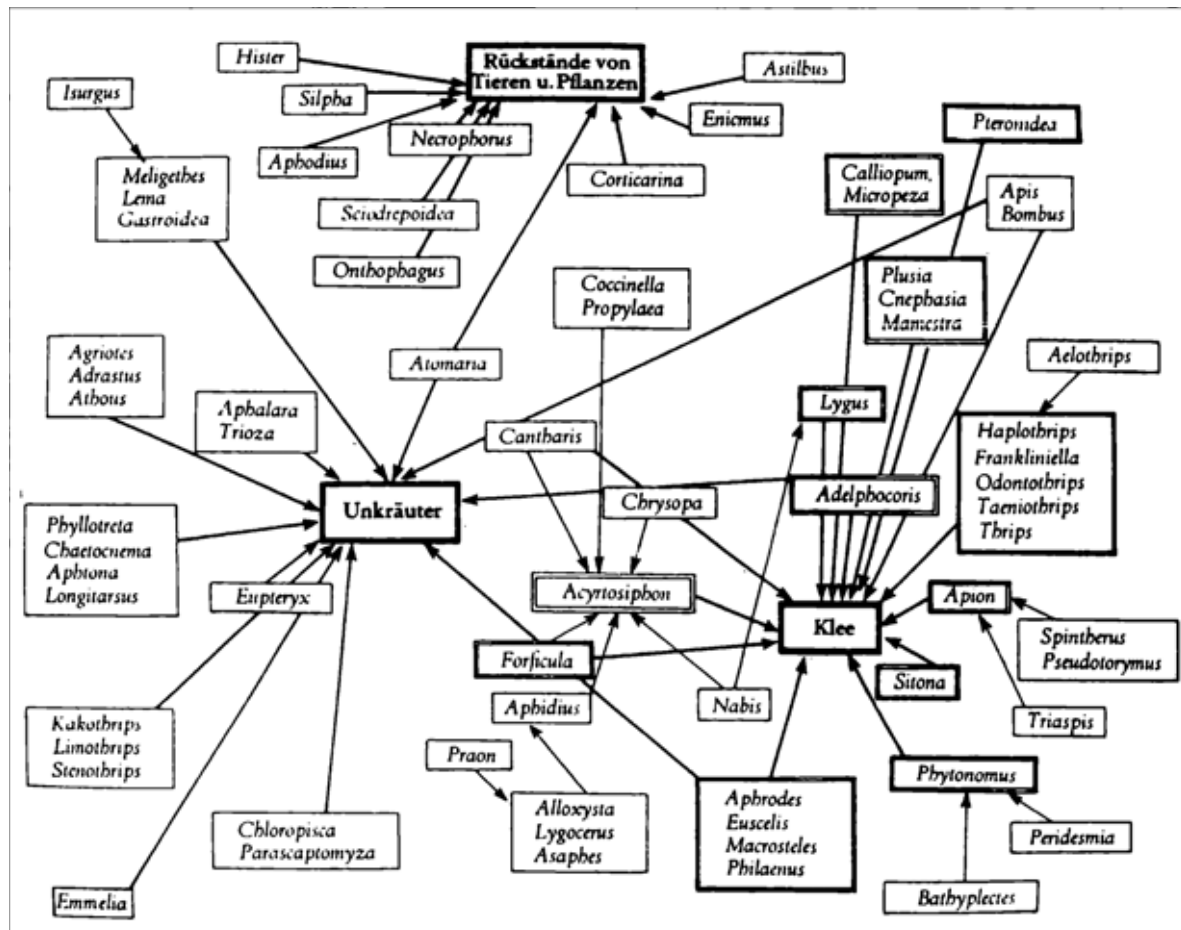 Hister
Rückstände von
Tieren u. Pflanzen
Astilbus
Isurgus
Silpha
Enicmus
Pteronidea
Necrophorus
Aphodius
Corticarina
Calliopum,
Micropeza
Meligethes
Lema
Gastroidea
Apis
Bombus
Sciodrepoidea
Onthophagus
Coccinella
Propylaea
Plusia
Cnephasia
Mamestra
Agriotes
Adrastus
Athous
Atomaria
Aelothrips
Aphalara
Trioza
Lygus
Cantharis
Haplothrips
Frankliniella
Odontothrips
Taeniothrips
Thrips
Unkräuter
Chrysopa
Adelphocoris
Phyllotreta
Chaetocnema
Aphtona
Longitarsus
Eupteryx
Acyrtosiphon
Klee
Apion
Spintherus
Pseudotorymus
Forficula
Sitona
Aphidius
Nabis
Triaspis
Kakothrips
Limothrips
Stenothrips
Praon
Phytonomus
Aphrodes
Euscelis
Macrosteles
Philaenus
Alloxysta
Lygocerus
Asaphes
Chloropisca
Parascaptomyza
Peridesmia
Emmelia
Bathyplectes